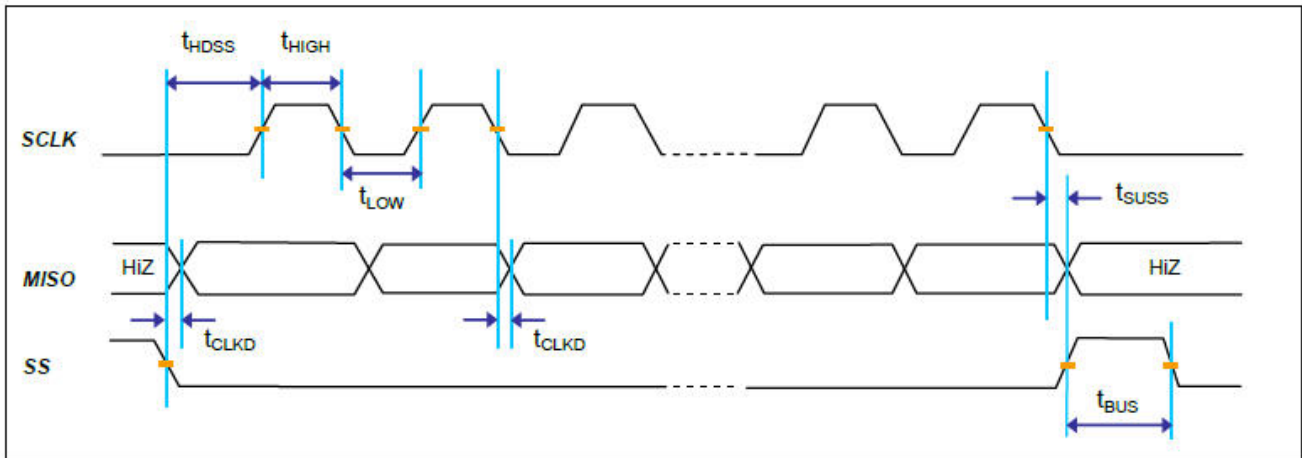 tHDSS tHIGH
SCLK
tLOW
tSUSS
HiZ HiZ
MISO
tCLKD tCLKD
SS
tBUS